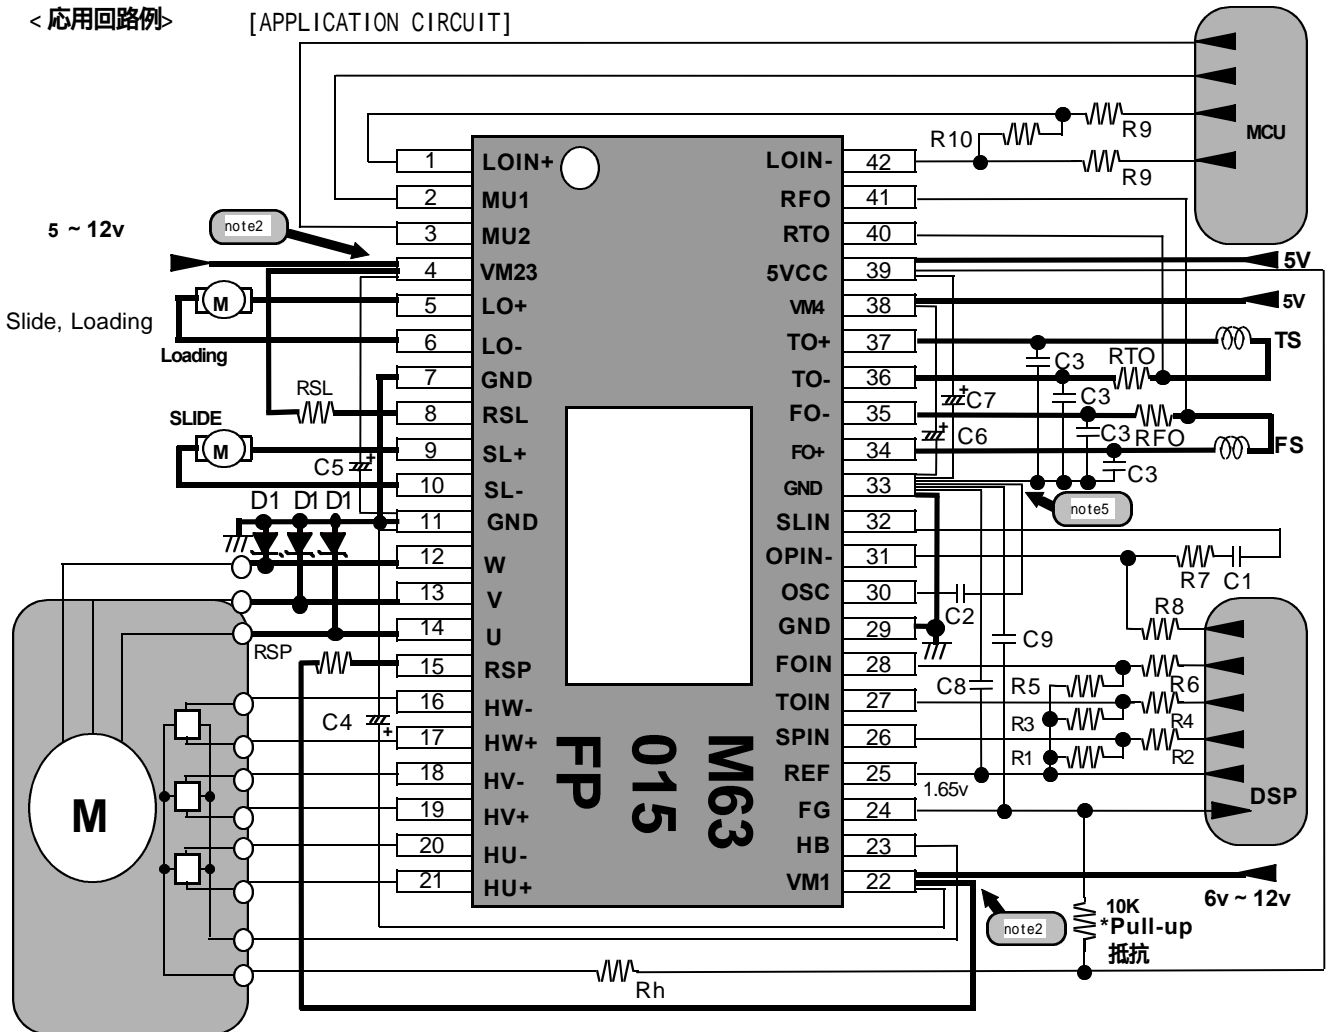 <応用回路例> [APPLICATION CIRCUIT]
MCU
R10
R9
R9
5 ~ 12v
note2
Slide, Loading
M
Loading
RSL
SLIDE
M
C5
+
D1 D1 D1
RSP
C4
+
M
1 LOIN+
2 MU1
3 MU2
4 VM23
5 LO+
6 LO-
7 GND
8 RSL
9 SL+
10 SL-
11 GND
12 W
13 V
14 U
15 RSP
16 HW-
17 HW+
18 HV-
19 HV+
20 HU-
21 HU+
M63
015
FP
LOIN- 42
RFO 41
RTO 40
5VCC 39
VM4 38
TO+ 37
TO- 36
FO- 35
FO+ 34
GND 33
SLIN 32
OPIN- 31
OSC 30
GND 29
FOIN 28
TOIN 27
SPIN 26
REF 25
FG 24
HB 23
VM1 22
5V
5V
TS
C3
RTO
+
C7
C3
+
C6
C3
RFO
FS
C3
note5
R7
C1
C2
R8
C9
C8
R5
R6
R3
R4
R1
R2
1.65v
DSP
6v ~ 12v
note2
10K
*Pull-up
抵抗
Rh